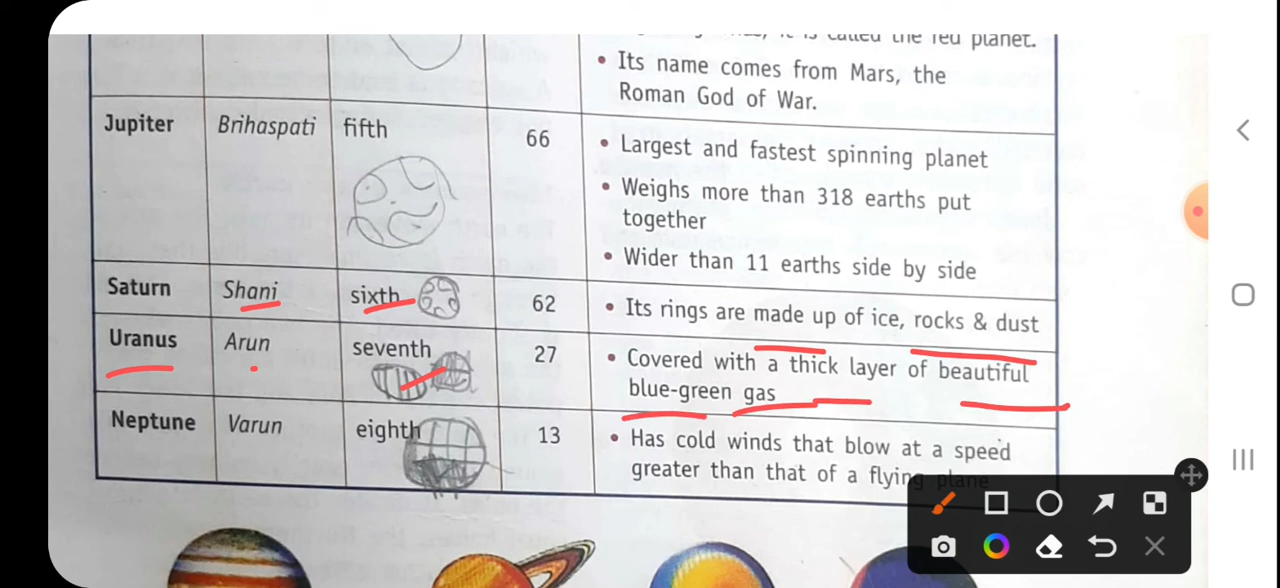 it is called the red planet.
• Its name comes from Mars, the
Roman God of War.
Jupiter Brihaspati fifth 66
• Largest and fastest spinning planet
• Weighs more than 318 earths put
together
• Wider than 11 earths side by side
Saturn Shani sixth 62 • Its rings are made up of ice, rocks & dust
Uranus Arun seventh 27 • Covered with a thick layer of beautiful
blue-green gas
Neptune Varun eighth 13 • Has cold winds that blow at a speed
greater than that of a flying plane